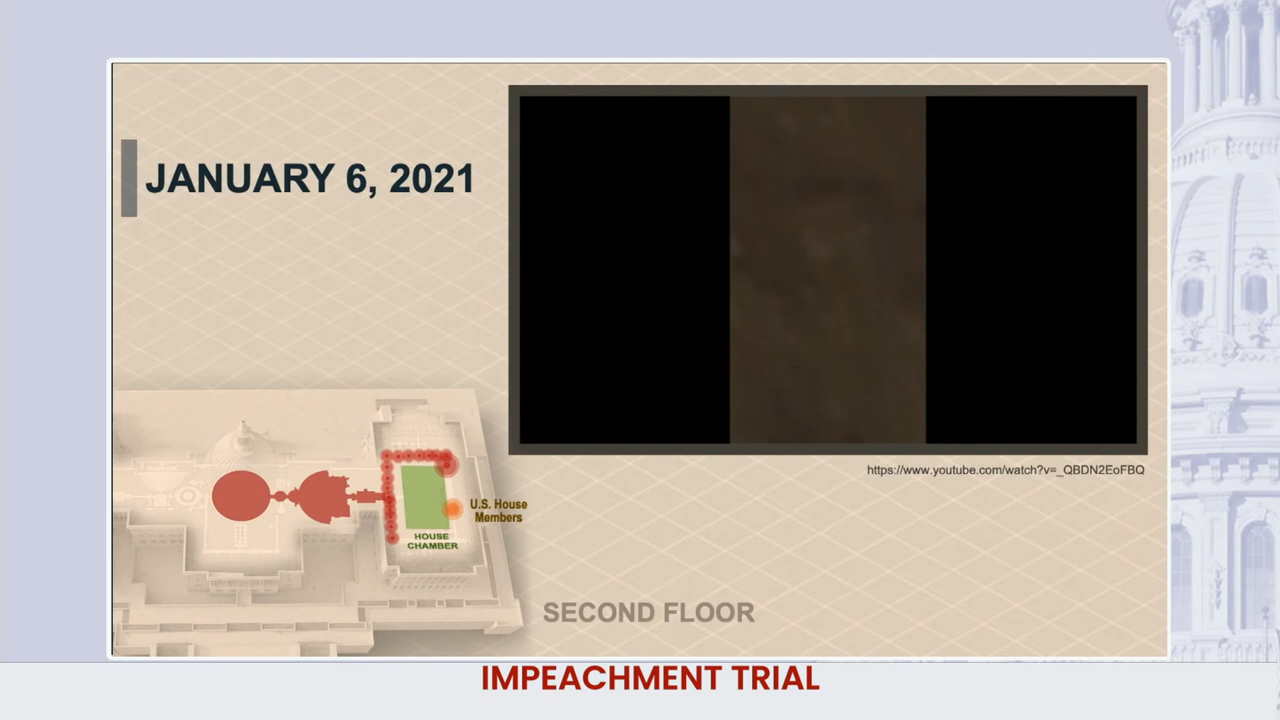 JANUARY 6, 2021
https://www.youtube.com/watch?v=_QBDN2EoFBQ
U.S. House
Members
HOUSE
CHAMBER
SECOND FLOOR
IMPEACHMENT TRIAL